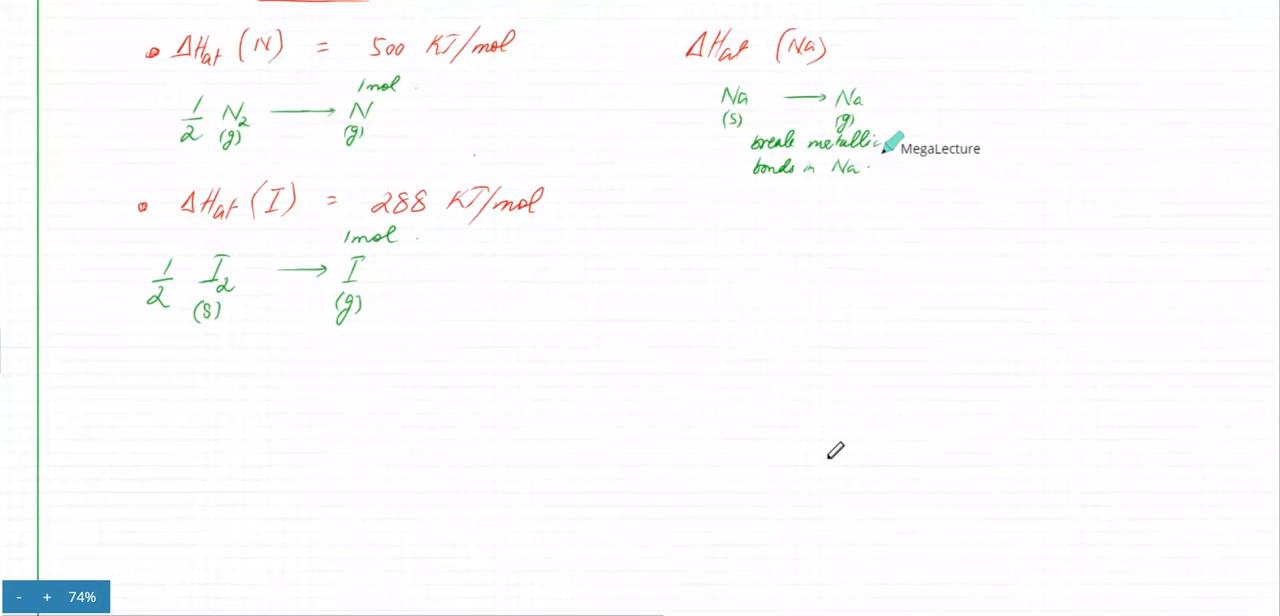 • ΔHat (N) = 500 KJ/mol
1mol.
1/2 N2 (g) ⟶ N (g)
• ΔHat (I) = 288 KJ/mol
1mol.
1/2 I2 (s) ⟶ I (g)
ΔHat (Na)
Na (s) ⟶ Na (g)
break metallic
bonds in Na.
MegaLecture
- + 74%